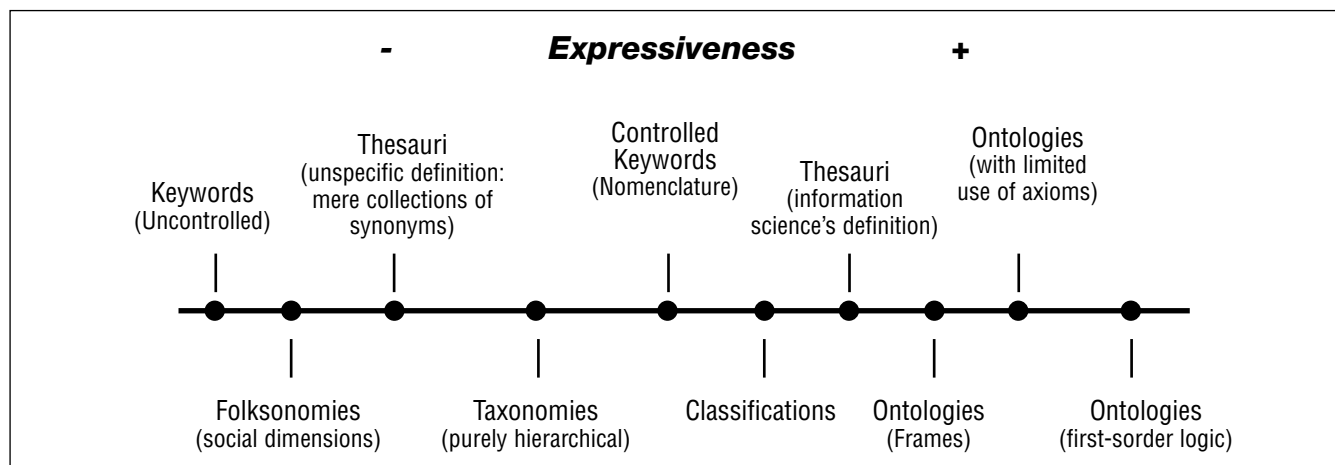 - Expressiveness +
Keywords
(Uncontrolled)
Thesauri
(unspecific definition:
mere collections of
synonyms)
Controlled
Keywords
(Nomenclature)
Thesauri
(information
science's definition)
Ontologies
(with limited
use of axioms)
Folksonomies
(social dimensions)
Taxonomies
(purely hierarchical)
Classifications
Ontologies
(Frames)
Ontologies
(first-sorder logic)